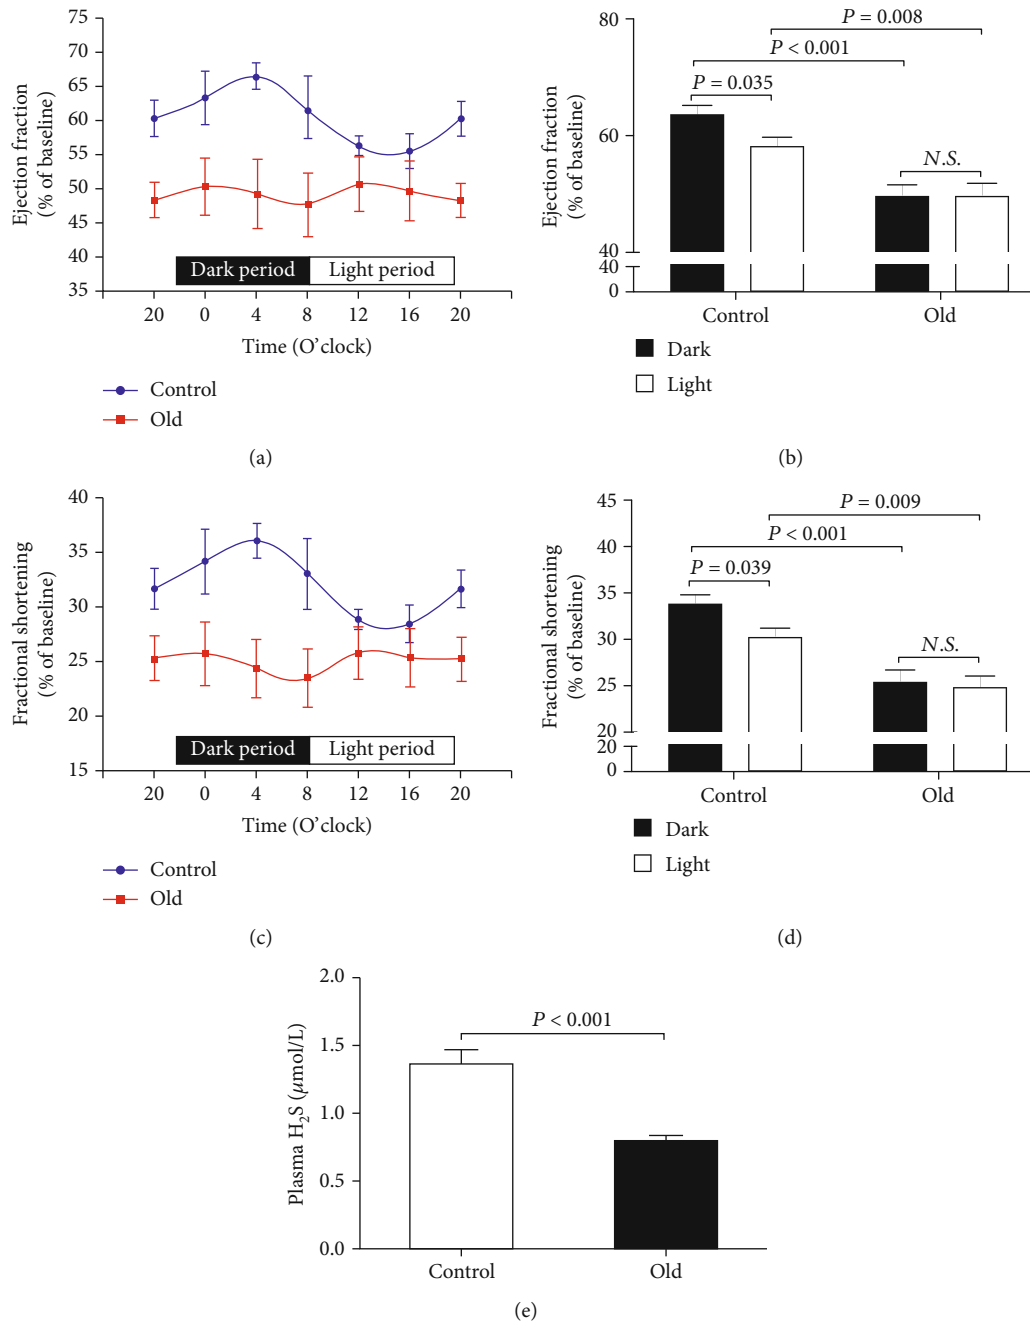 Ejection fraction
(% of baseline)
75
70
65
60
55
50
45
40
35
Dark period
Light period
20 0 4 8 12 16 20
Time (O’clock)
Control
Old
(a)
Ejection fraction
(% of baseline)
80
60
40
40
0
P = 0.008
P < 0.001
P = 0.035
N.S.
Control Old
Dark
Light
(b)
Fractional shortening
(% of baseline)
40
35
30
25
20
15
Dark period
Light period
20 0 4 8 12 16 20
Time (O’clock)
Control
Old
(c)
Fractional shortening
(% of baseline)
45
40
35
30
25
20
20
0
P = 0.009
P < 0.001
P = 0.039
N.S.
Control Old
Dark
Light
(d)
Plasma H₂S (μmol/L)
2.0
1.5
1.0
0.5
0.0
P < 0.001
Control Old
(e)